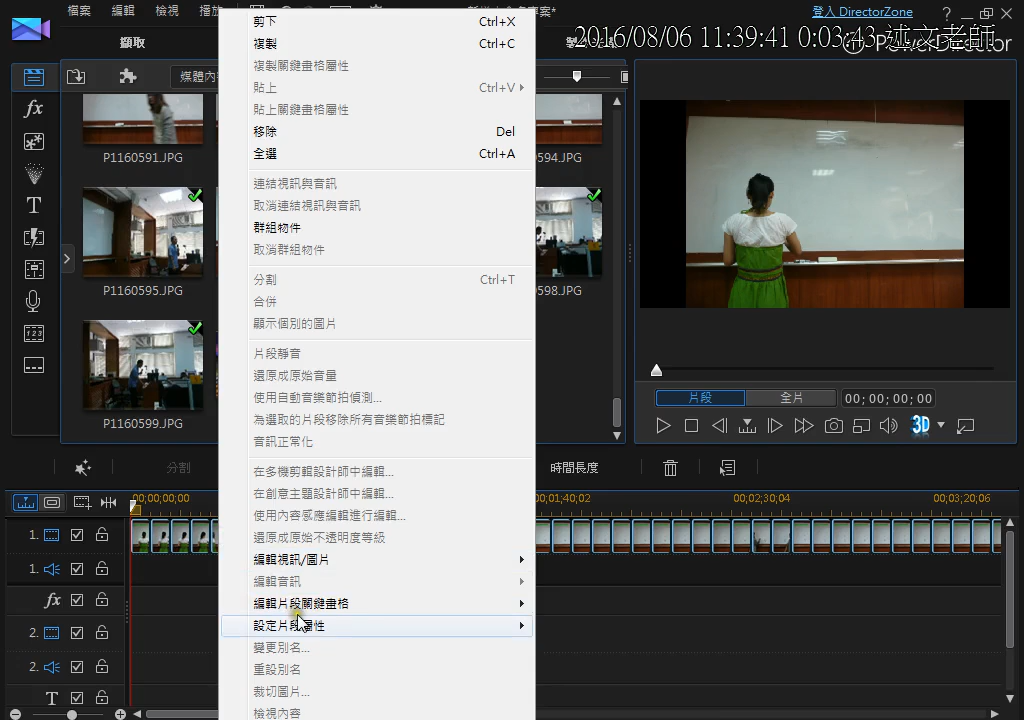 檔案 編輯 檢視 播放
登入 DirectorZone
擷取
2016/08/06 11:39:41 0:03:43 述文老師
PowerDirector
媒體內容
剪下 Ctrl+X
複製 Ctrl+C
複製關鍵畫格屬性
貼上 Ctrl+V
貼上關鍵畫格屬性
移除 Del
全選 Ctrl+A
連結視訊與音訊
取消連結視訊與音訊
群組物件
取消群組物件
分割 Ctrl+T
合併
顯示個別的圖片
片段靜音
還原成原始音量
使用自動音樂節拍偵測...
為選取的片段移除所有音樂節拍標記
音訊正常化
在多機剪輯設計師中編輯...
在創意主題設計師中編輯...
使用內容感應編輯進行編輯...
還原成原始不透明度等級
編輯視訊/圖片
編輯音訊
編輯片段關鍵畫格
設定片段屬性
變更別名...
重設別名
裁切圖片...
檢視內容
P1160591.JPG
594.JPG
P1160595.JPG
598.JPG
P1160599.JPG
片段 全片 00; 00; 00; 00
3D
分割
時間長度
00;00;00;00 00;01;40;02 00;02;30;04 00;03;20;06
1.
1.
fx
2.
2.
T